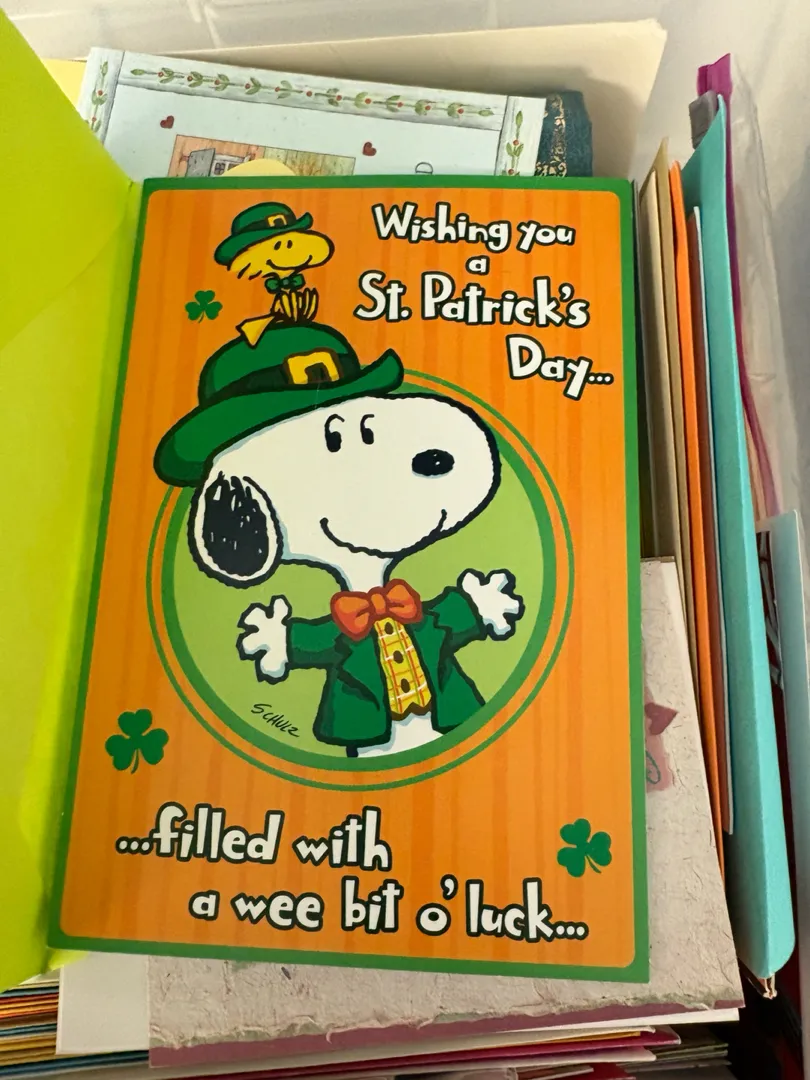 Wishing you
a
St. Patrick's
Day...
SCHULZ
...filled with
a wee bit o' luck...